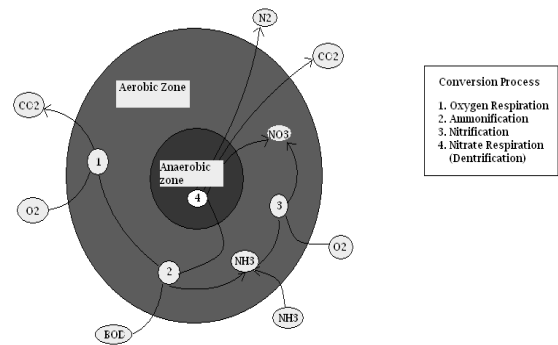 N2
CO2
Aerobic Zone
CO2
NO3
1
Anaerobic
zone
4
O2
3
O2
2
NH3
NH3
BOD
Conversion Process
1. Oxygen Respiration
2. Ammonification
3. Nitrification
4. Nitrate Respiration
(Dentrification)